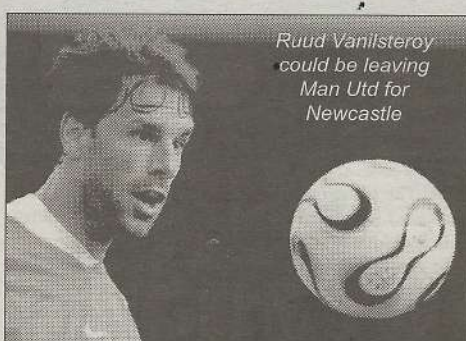 Ruud Vanilsteroy
could be leaving
Man Utd for
Newcastle